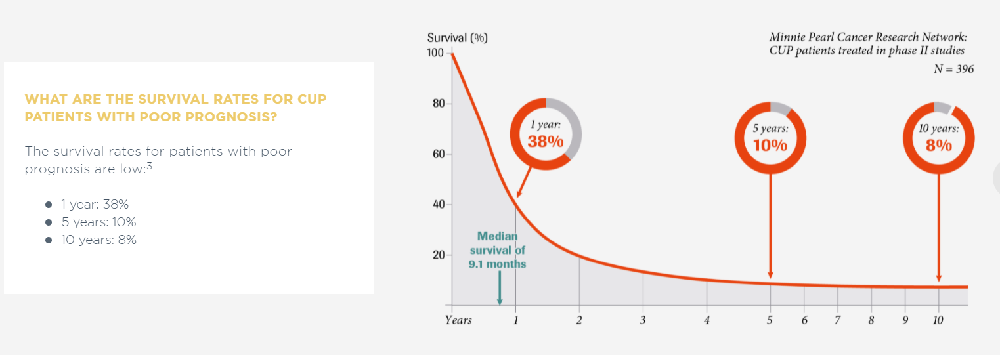 WHAT ARE THE SURVIVAL RATES FOR CUP
PATIENTS WITH POOR PROGNOSIS?
The survival rates for patients with poor
prognosis are low:3
1 year: 38%
5 years: 10%
10 years: 8%
Survival (%)
100
80
60
40
20
Minnie Pearl Cancer Research Network:
CUP patients treated in phase II studies
N = 396
1 year:
38%
5 years:
10%
10 years:
8%
Median
survival of
9.1 months
Years 1 2 3 4 5 6 7 8 9 10